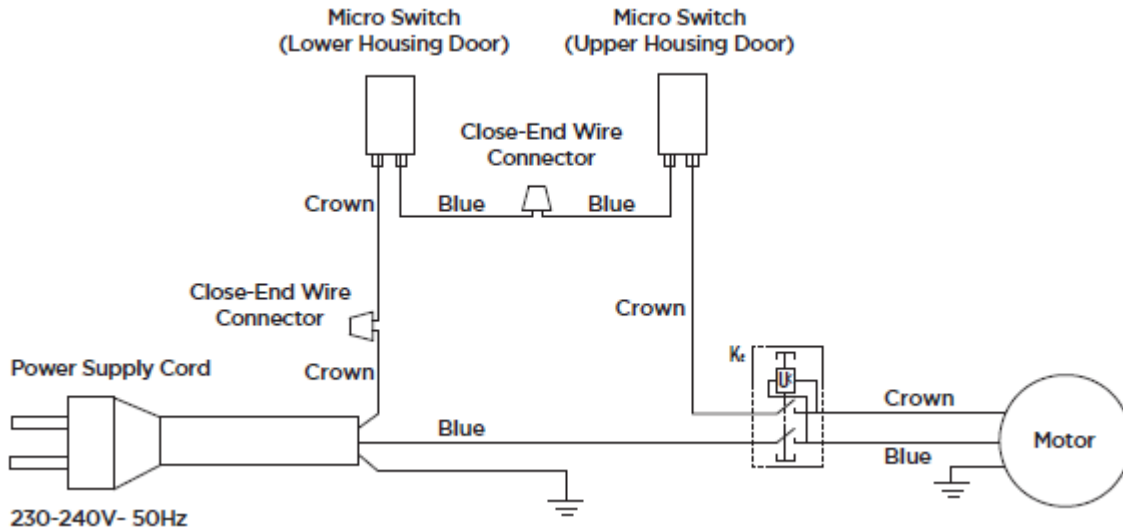 Micro Switch
(Lower Housing Door)
Micro Switch
(Upper Housing Door)
Close-End Wire
Connector
Crown
Blue
Blue
Close-End Wire
Connector
Crown
Power Supply Cord
Crown
Blue
Crown
Blue
Motor
230-240V- 50Hz